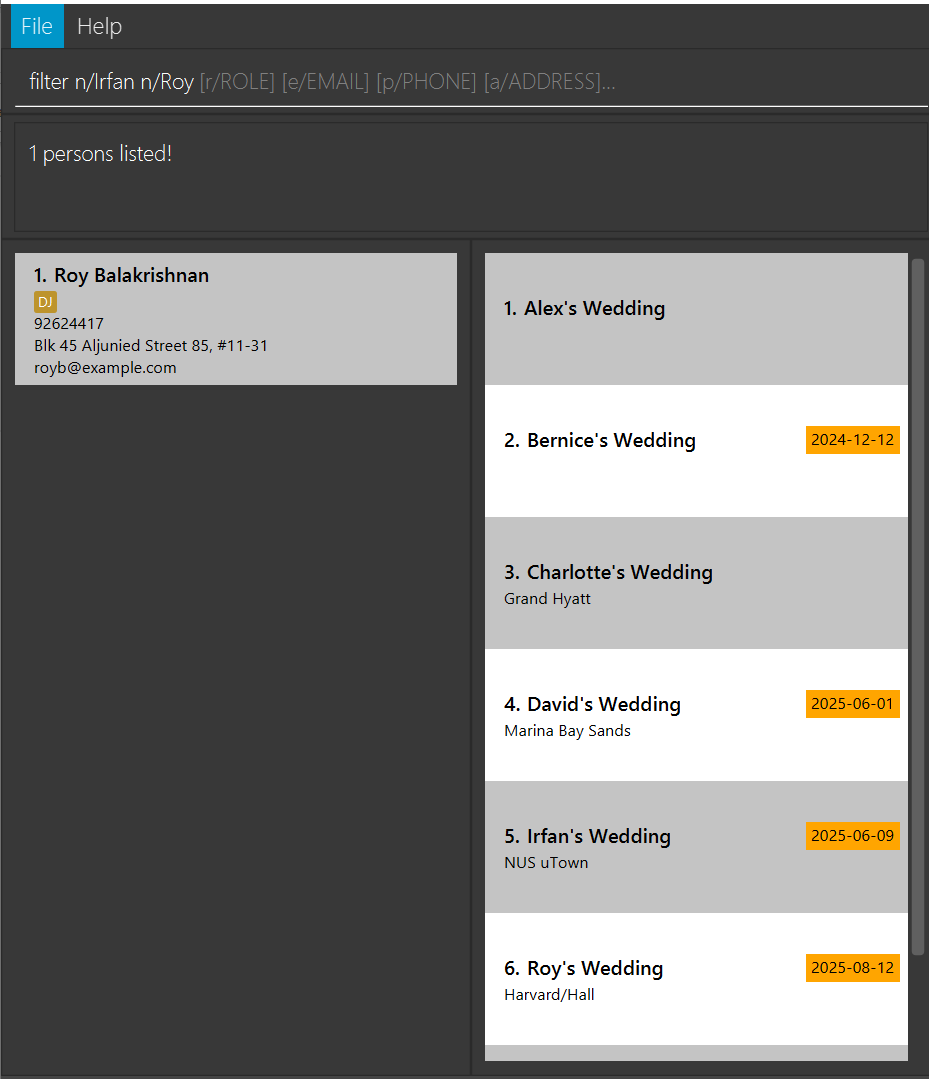 File Help
filter n/Irfan n/Roy [r/ROLE] [e/EMAIL] [p/PHONE] [a/ADDRESS]...
1 persons listed!
1. Roy Balakrishnan
DJ
92624417
Blk 45 Aljunied Street 85, #11-31
royb@example.com
1. Alex's Wedding
2. Bernice's Wedding 2024-12-12
3. Charlotte's Wedding
Grand Hyatt
4. David's Wedding 2025-06-01
Marina Bay Sands
5. Irfan's Wedding 2025-06-09
NUS uTown
6. Roy's Wedding 2025-08-12
Harvard/Hall